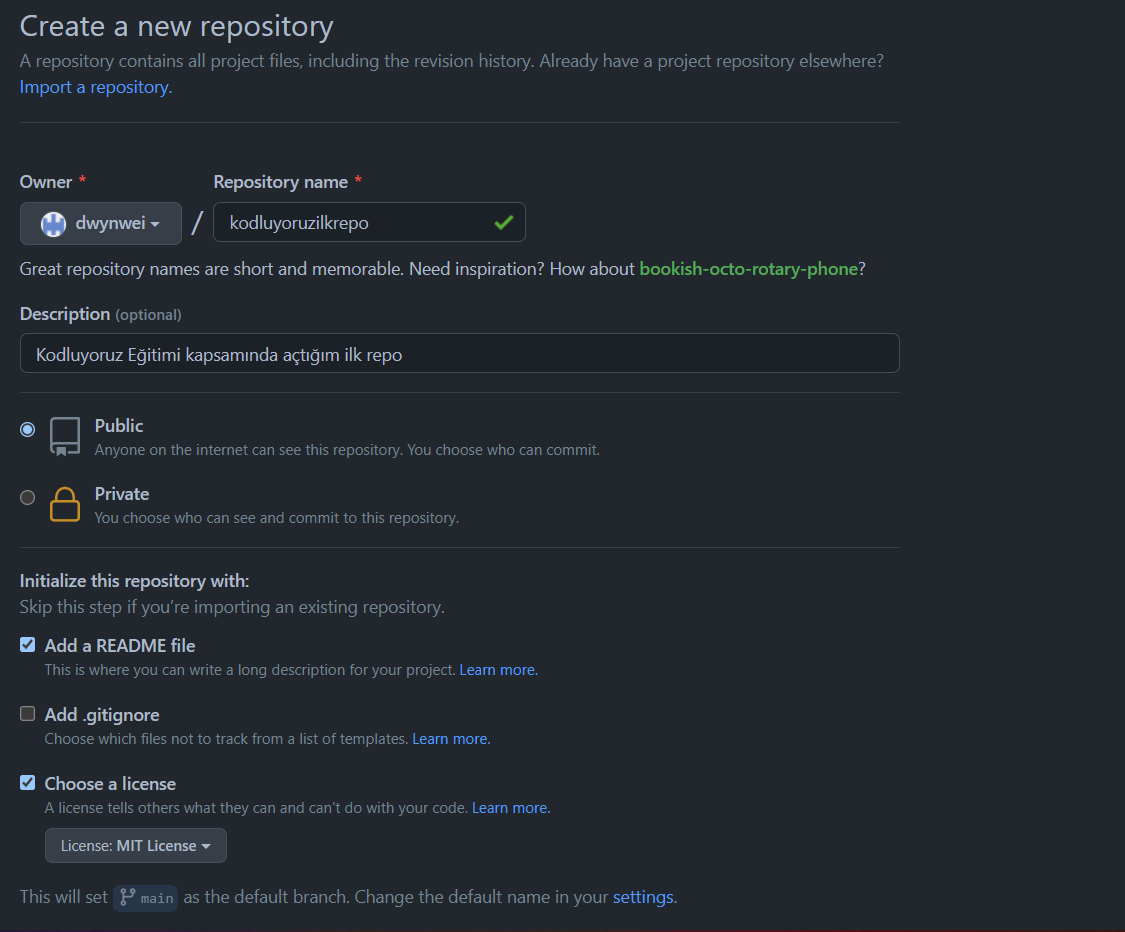 Create a new repository
A repository contains all project files, including the revision history. Already have a project repository elsewhere?
Import a repository.
Owner * Repository name *
dwynwei / kodluyoruzilkrepo
Great repository names are short and memorable. Need inspiration? How about bookish-octo-rotary-phone?
Description (optional)
Kodluyoruz Eğitimi kapsamında açtığım ilk repo
Public
Anyone on the internet can see this repository. You choose who can commit.
Private
You choose who can see and commit to this repository.
Initialize this repository with:
Skip this step if you’re importing an existing repository.
Add a README file
This is where you can write a long description for your project. Learn more.
Add .gitignore
Choose which files not to track from a list of templates. Learn more.
Choose a license
A license tells others what they can and can't do with your code. Learn more.
License: MIT License
This will set main as the default branch. Change the default name in your settings.